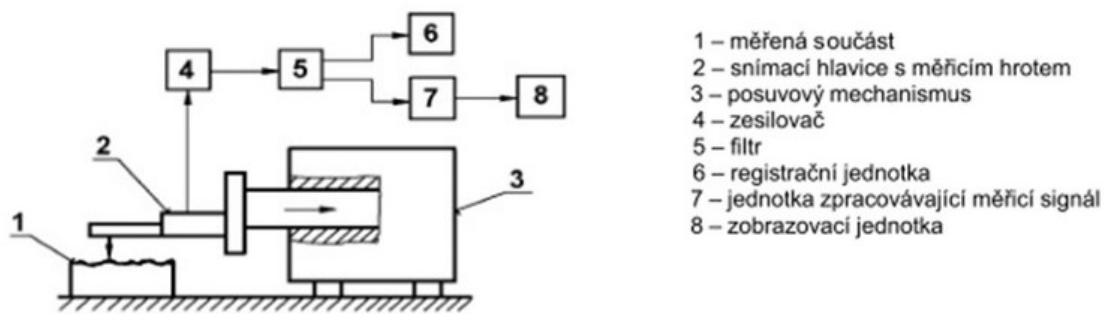 6
4
5
7
8
2
3
1
1 – měřená součást
2 – snímací hlavice s měřicím hrotem
3 – posuvový mechanismus
4 – zesilovač
5 – filtr
6 – registrační jednotka
7 – jednotka zpracovávající měřicí signál
8 – zobrazovací jednotka